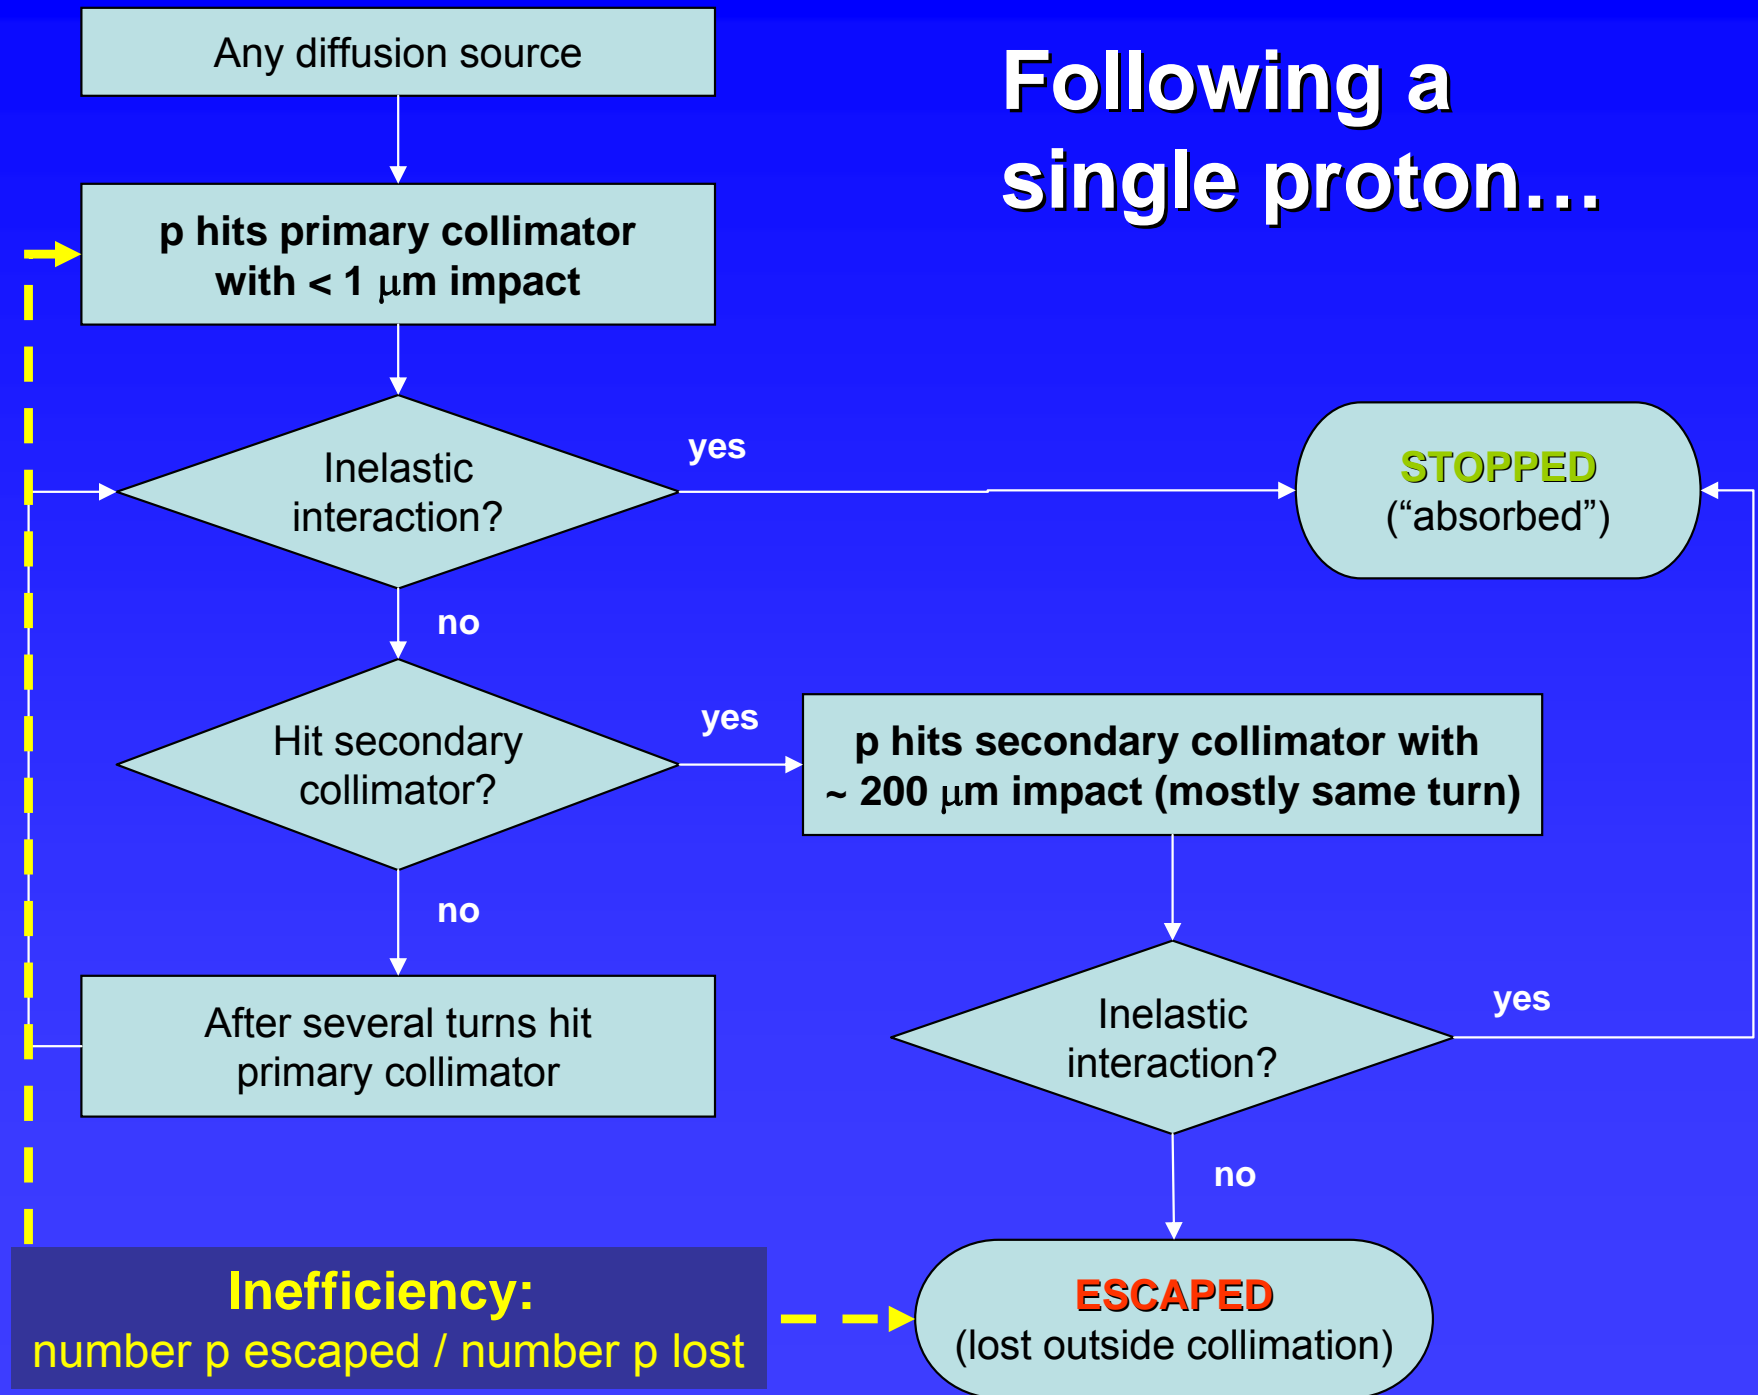 Following a
single proton…
Any diffusion source
p hits primary collimator
with < 1 μm impact
Inelastic
interaction?
yes
STOPPED
(“absorbed”)
no
Hit secondary
collimator?
yes
p hits secondary collimator with
~ 200 μm impact (mostly same turn)
no
After several turns hit
primary collimator
Inelastic
interaction?
yes
no
Inefficiency:
number p escaped / number p lost
ESCAPED
(lost outside collimation)